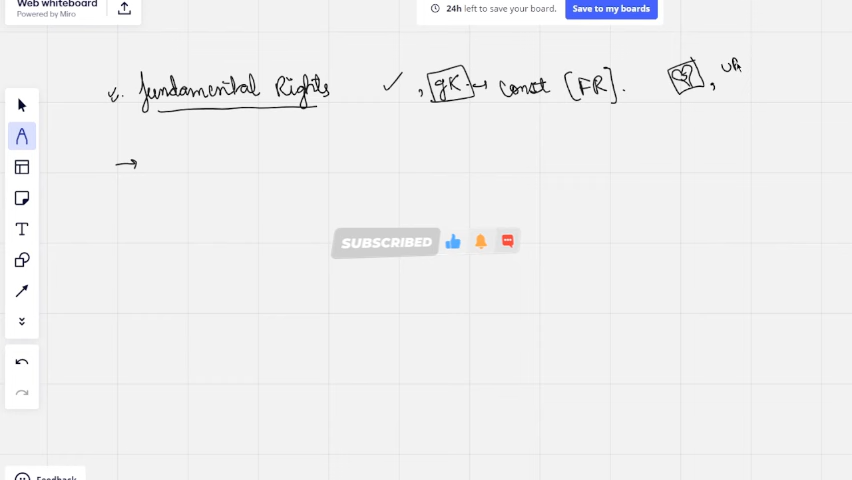 Web whiteboard
Powered by Miro
24h left to save your board.
Save to my boards
fundamental Rights ✓, gK → const [FR].
→
SUBSCRIBED
T
Feedback